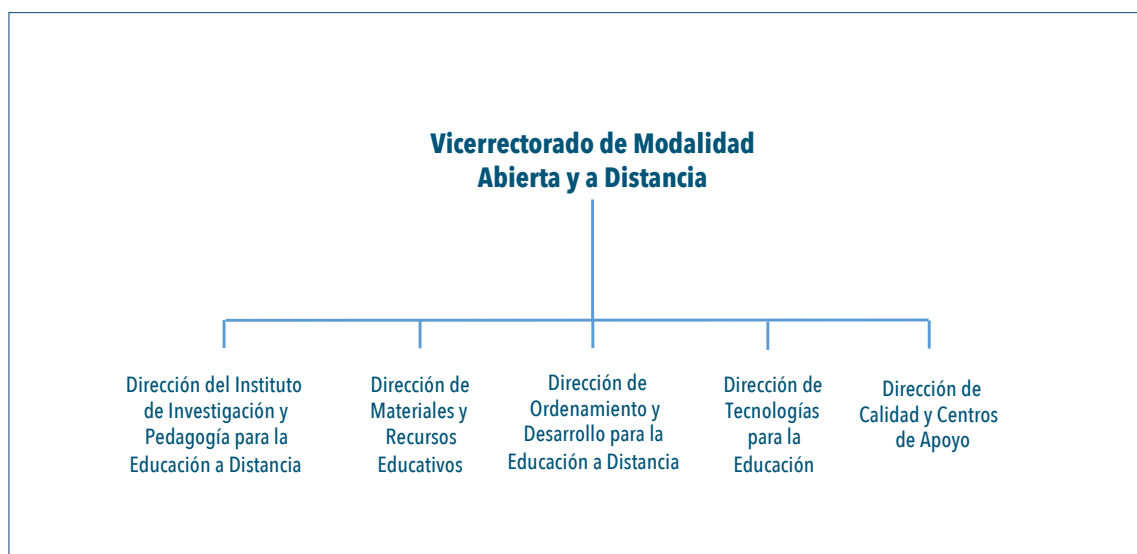 Vicerrectorado de Modalidad
Abierta y a Distancia
Dirección del Instituto
de Investigación y
Pedagogía para la
Educación a Distancia
Dirección de
Materiales y
Recursos
Educativos
Dirección de
Ordenamiento y
Desarrollo para la
Educación a Distancia
Dirección de
Tecnologías
para la
Educación
Dirección de
Calidad y Centros
de Apoyo